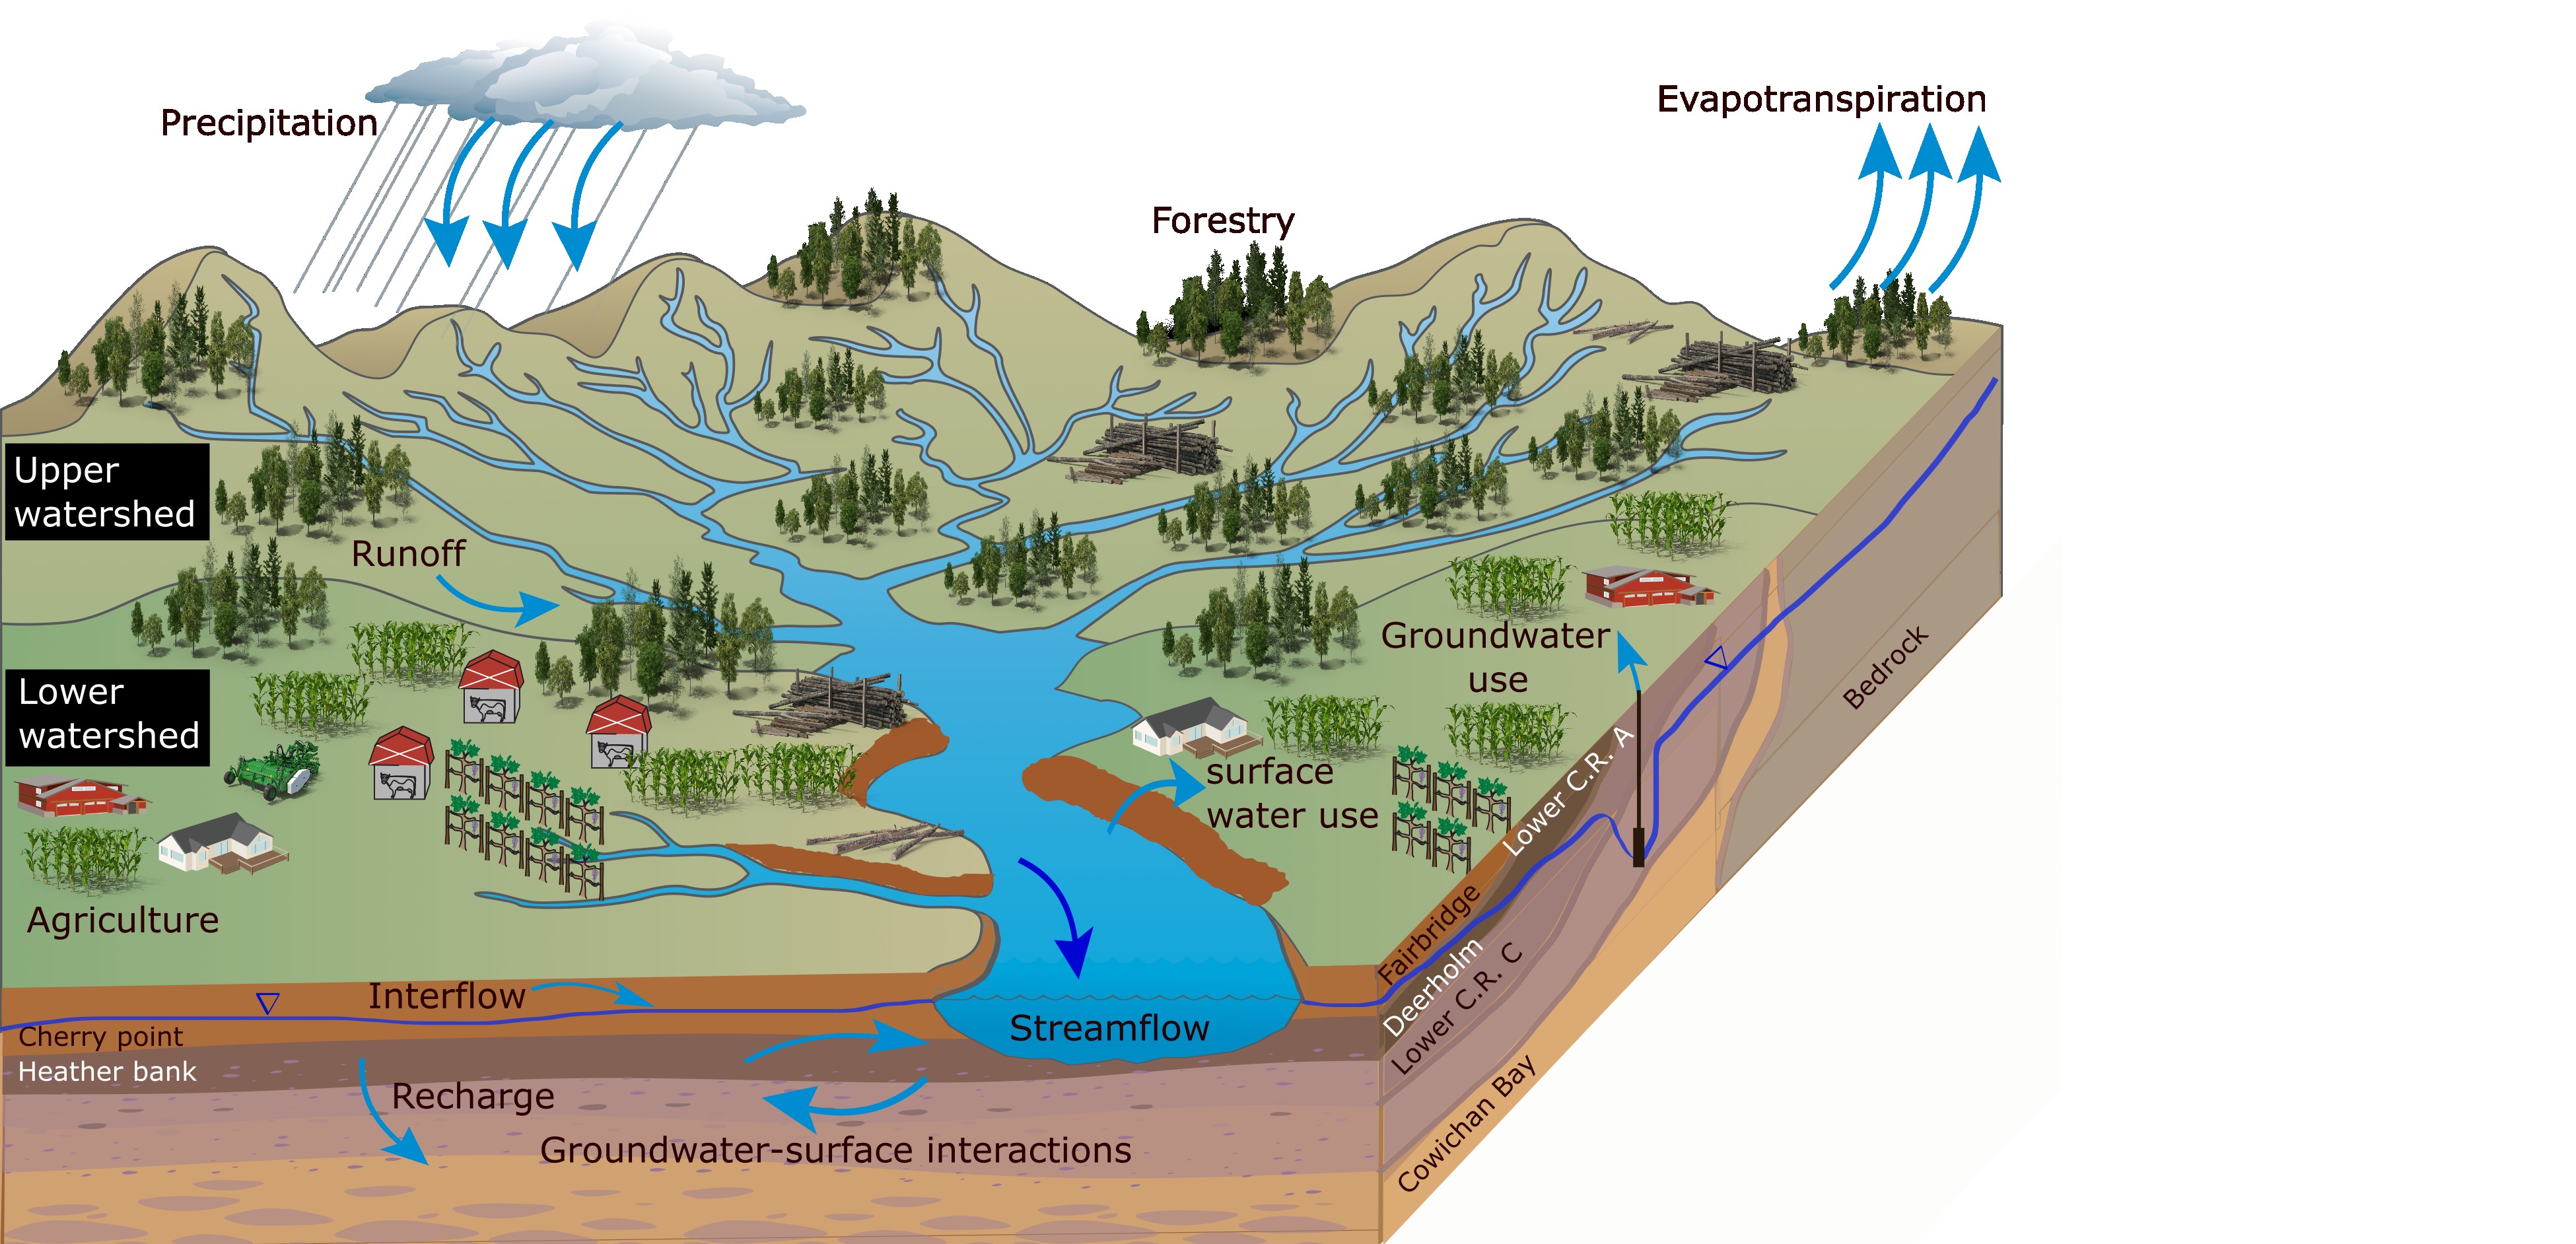 Precipitation
Evapotranspiration
Forestry
Upper
watershed
Runoff
Groundwater
use
Lower
watershed
surface
water use
Agriculture
Bedrock
Lower C.R. A
Fairbridge
Deerholm
Lower C.R. C
Cowichan Bay
Interflow
Streamflow
Cherry point
Heather bank
Recharge
Groundwater-surface interactions